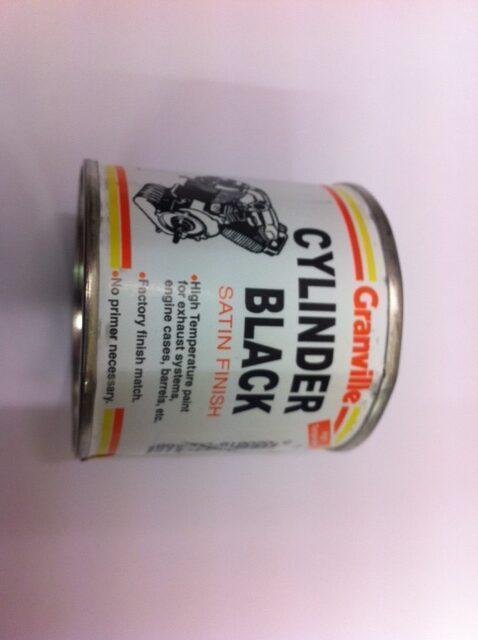 Granville
CYLINDER
BLACK
SATIN FINISH
•High Temperature paint
for exhaust systems,
engine cases, barrels, etc.
•Factory finish match.
•No primer necessary.